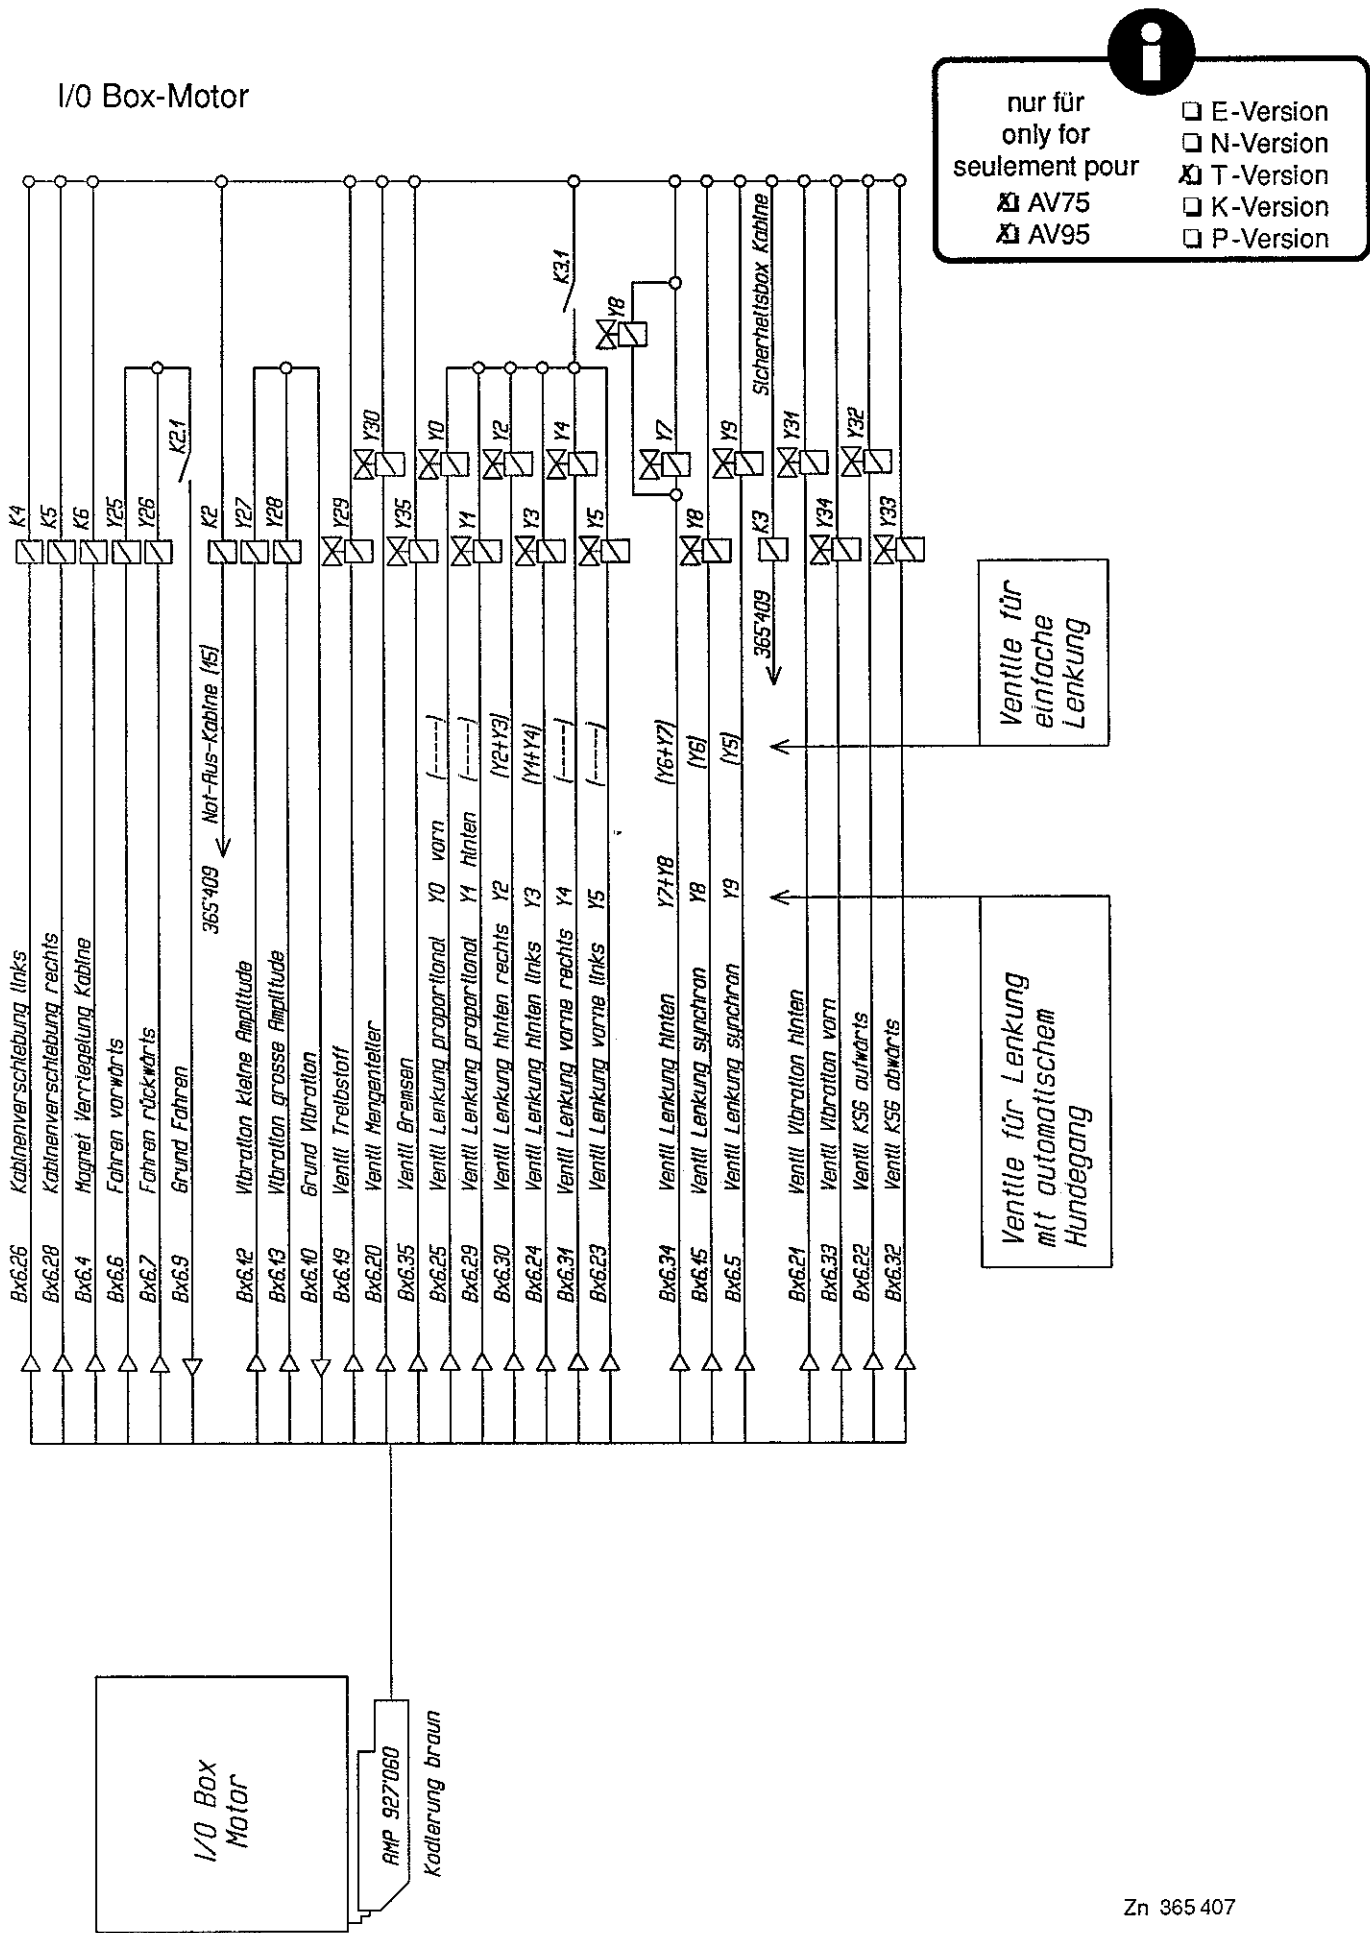 I/0 Box-Motor
nur für
only for
seulement pour
AV75
AV95
E-Version
N-Version
T-Version
K-Version
P-Version
Bx6.26 Kabinenverschiebung links K4
Bx6.28 Kabinenverschiebung rechts K5
Bx6.4 Magnet Verriegelung Kabine K6
Bx6.6 Fahren vorwärts Y25
Bx6.7 Fahren rückwärts Y26
Bx6.9 Grund Fahren K2.1
365'409 Not-Aus-Kabine (15) K2
Bx6.12 Vibration kleine Amplitude Y27
Bx6.13 Vibration grosse Amplitude Y28
Bx6.10 Grund Vibration
Bx6.19 Ventil Treibstoff Y29
Bx6.20 Ventil Mengenteiler Y30
Bx6.35 Ventil Bremsen Y35
Bx6.25 Ventil Lenkung proportional Y0 vorn (-----) Y0
Bx6.29 Ventil Lenkung proportional Y1 hinten (-----) Y1
Bx6.30 Ventil Lenkung hinten rechts Y2 (Y2+Y3) Y2
Bx6.24 Ventil Lenkung hinten links Y3 (Y1+Y4) Y3
Bx6.31 Ventil Lenkung vorne rechts Y4 (-----) Y4 K3.1
Bx6.23 Ventil Lenkung vorne links Y5 (-----) Y5
Y8
Bx6.34 Ventil Lenkung hinten Y7+Y8 (Y6+Y7) Y7
Bx6.15 Ventil Lenkung synchron Y8 (Y6) Y8
Bx6.5 Ventil Lenkung synchron Y9 (Y5) Y9
365'409 K3 Sicherheitsbox Kabine
Bx6.21 Ventil Vibration hinten Y31
Bx6.33 Ventil Vibration vorn Y34
Bx6.22 Ventil KSG aufwärts Y32
Bx6.32 Ventil KSG abwärts Y33
Ventile für
einfache
Lenkung
Ventile für Lenkung
mit automatischem
Hundegang
I/O Box
Motor
AMP 927'060
Kodierung braun
Zn 365 407